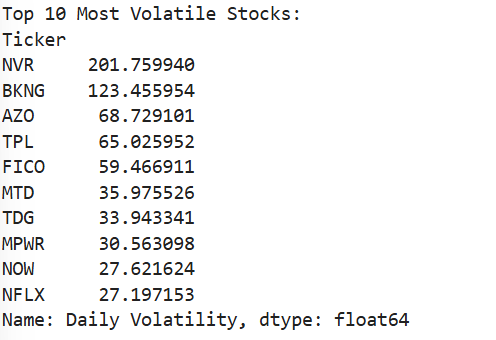 Top 10 Most Volatile Stocks:
Ticker
NVR     201.759940
BKNG    123.455954
AZO      68.729101
TPL      65.025952
FICO     59.466911
MTD      35.975526
TDG      33.943341
MPWR     30.563098
NOW      27.621624
NFLX     27.197153
Name: Daily Volatility, dtype: float64